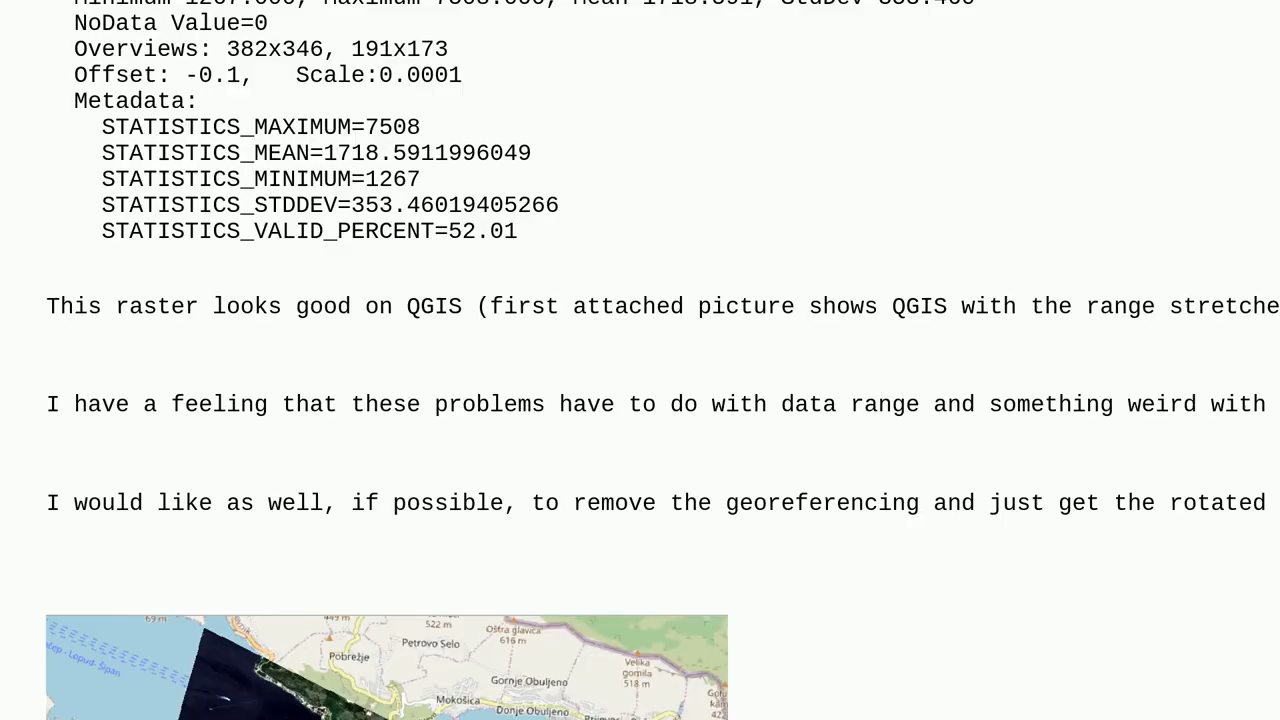 NoData Value=0
Overviews: 382x346, 191x173
Offset: -0.1,   Scale:0.0001
Metadata:
STATISTICS_MAXIMUM=7508
STATISTICS_MEAN=1718.5911996049
STATISTICS_MINIMUM=1267
STATISTICS_STDDEV=353.46019405266
STATISTICS_VALID_PERCENT=52.01
This raster looks good on QGIS (first attached picture shows QGIS with the range stretche
I have a feeling that these problems have to do with data range and something weird with
I would like as well, if possible, to remove the georeferencing and just get the rotated
69 m
449 m
522 m
Oštra glavica
616 m
Petrovo Selo
Pobrežje
Velika
gomila
518 m
Gornje Obuljeno
Mokošica
Donje Obuljeno